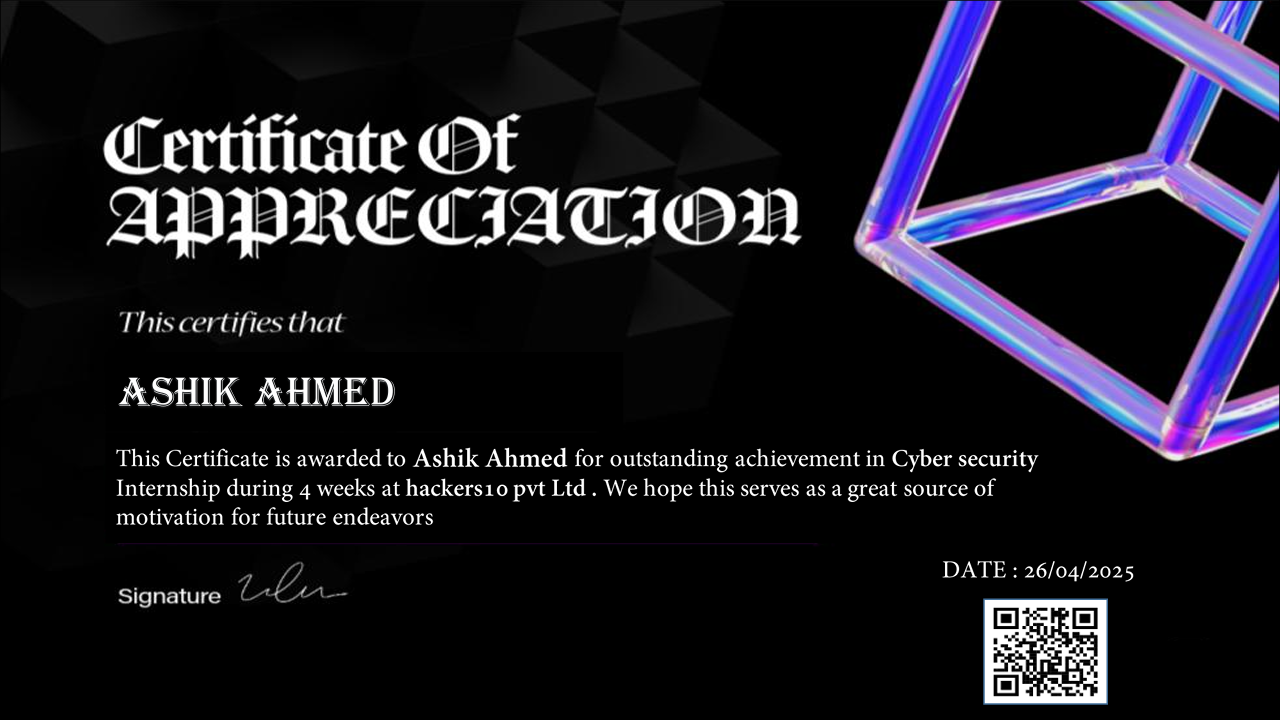 Certificate Of
APPRECIATION
This certifies that
ASHIK AHMED
This Certificate is awarded to Ashik Ahmed for outstanding achievement in Cyber security
Internship during 4 weeks at hackers10 pvt Ltd . We hope this serves as a great source of
motivation for future endeavors
DATE : 26/04/2025
Signature